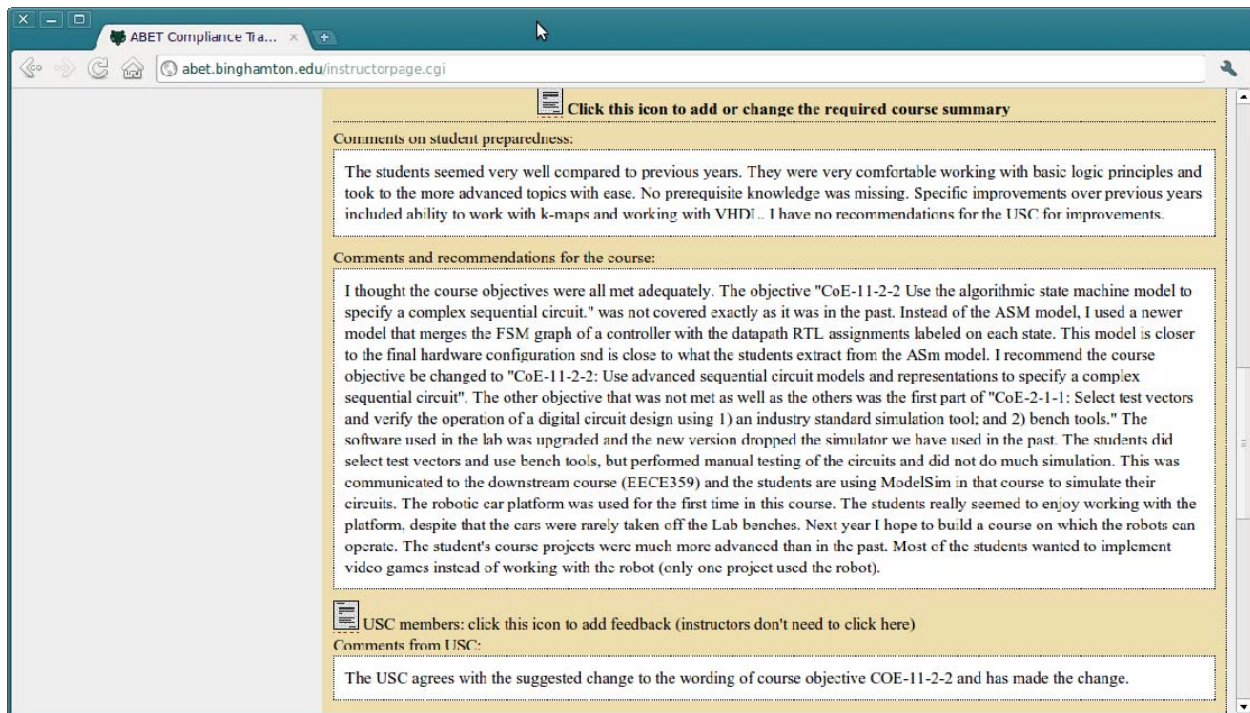 ABET Compliance Tra...
abet.binghamton.edu/instructorpage.cgi
Click this icon to add or change the required course summary
Comments on student preparedness:
The students seemed very well compared to previous years. They were very comfortable working with basic logic principles and
took to the more advanced topics with ease. No prerequisite knowledge was missing. Specific improvements over previous years
included ability to work with k-maps and working with VHDL.. I have no recommendations for the USC for improvements.
Comments and recommendations for the course:
I thought the course objectives were all met adequately. The objective "CoE-11-2-2 Use the algorithmic state machine model to
specify a complex sequential circuit." was not covered exactly as it was in the past. Instead of the ASM model, I used a newer
model that merges the FSM graph of a controller with the datapath RTL assignments labeled on each state. This model is closer
to the final hardware configuration snd is close to what the students extract from the ASm model. I recommend the course
objective be changed to "CoE-11-2-2: Use advanced sequential circuit models and representations to specify a complex
sequential circuit". The other objective that was not met as well as the others was the first part of "CoE-2-1-1: Select test vectors
and verify the operation of a digital circuit design using 1) an industry standard simulation tool; and 2) bench tools." The
software used in the lab was upgraded and the new version dropped the simulator we have used in the past. The students did
select test vectors and use bench tools, but performed manual testing of the circuits and did not do much simulation. This was
communicated to the downstream course (EECE359) and the students are using ModelSim in that course to simulate their
circuits. The robotic car platform was used for the first time in this course. The students really seemed to enjoy working with the
platform, despite that the cars were rarely taken off the Lab benches. Next year I hope to build a course on which the robots can
operate. The student's course projects were much more advanced than in the past. Most of the students wanted to implement
video games instead of working with the robot (only one project used the robot).
USC members: click this icon to add feedback (instructors don't need to click here)
Comments from USC:
The USC agrees with the suggested change to the wording of course objective COE-11-2-2 and has made the change.